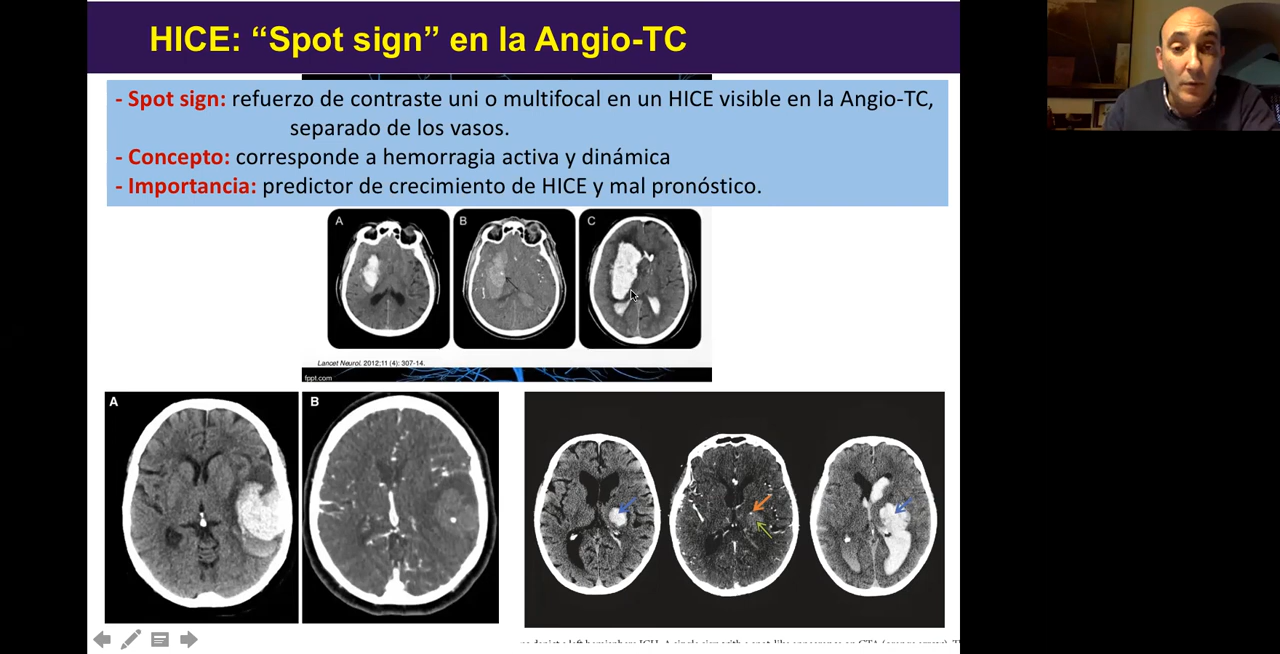 HICE: “Spot sign” en la Angio-TC
- Spot sign: refuerzo de contraste uni o multifocal en un HICE visible en la Angio-TC,
separado de los vasos.
- Concepto: corresponde a hemorragia activa y dinámica
- Importancia: predictor de crecimiento de HICE y mal pronóstico.
A
B
C
Lancet Neurol. 2012;11 (4): 307-14.
fppt.com
A
B